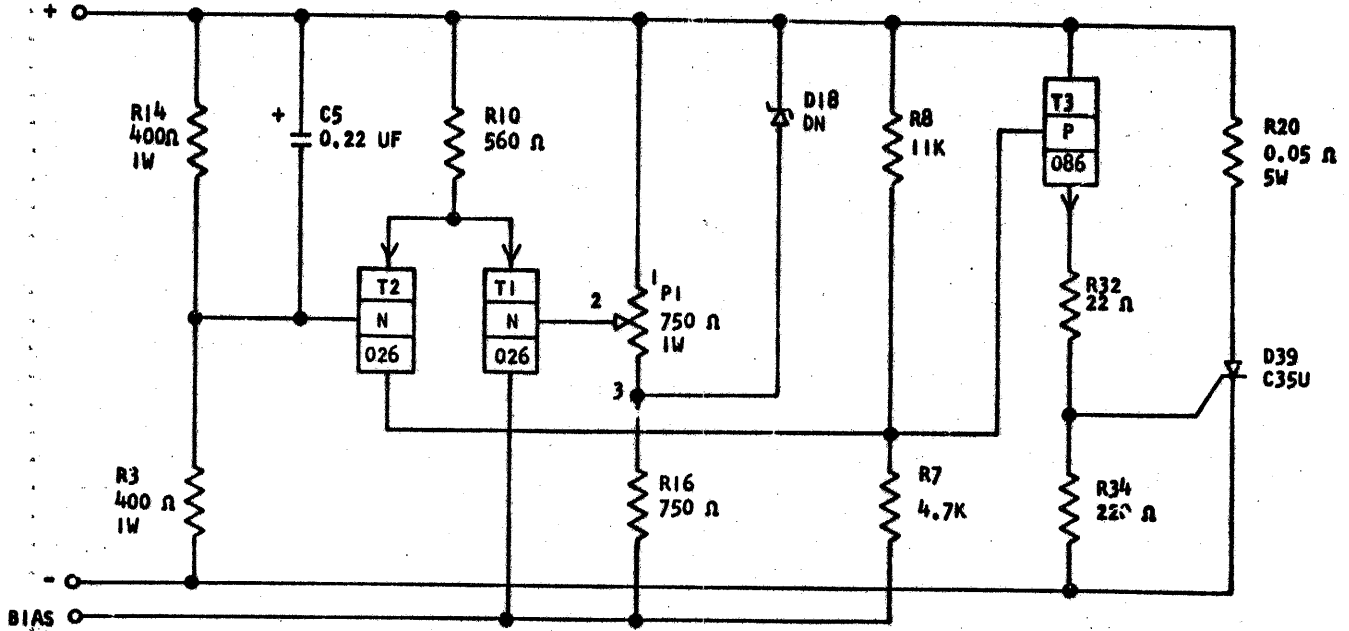 +
R14
400Ω
1W
+
C5
0.22 UF
R10
560 Ω
D18
DN
R8
11K
T3
P
086
R20
0.05 Ω
5W
T2
N
026
T1
N
026
2
1
P1
750 Ω
1W
3
R32
22 Ω
D39
C35U
R3
400 Ω
1W
R16
750 Ω
R7
4.7K
R34
Ω
-
BIAS